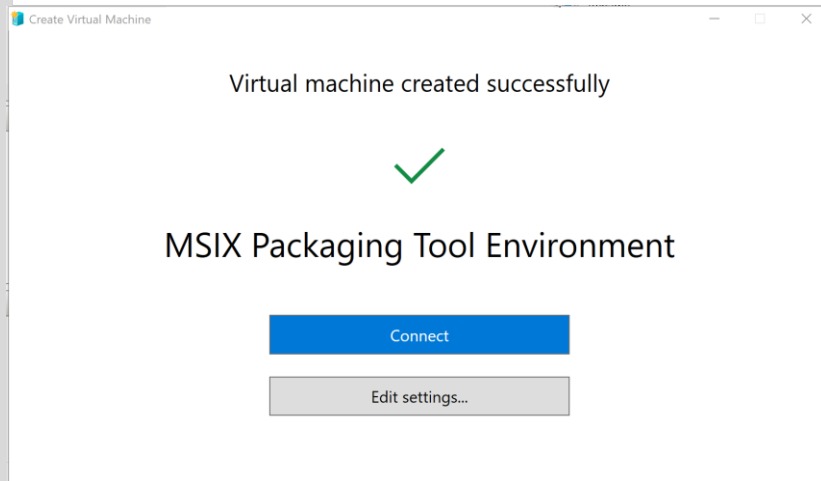 Create Virtual Machine
Virtual machine created successfully
MSIX Packaging Tool Environment
Connect
Edit settings...